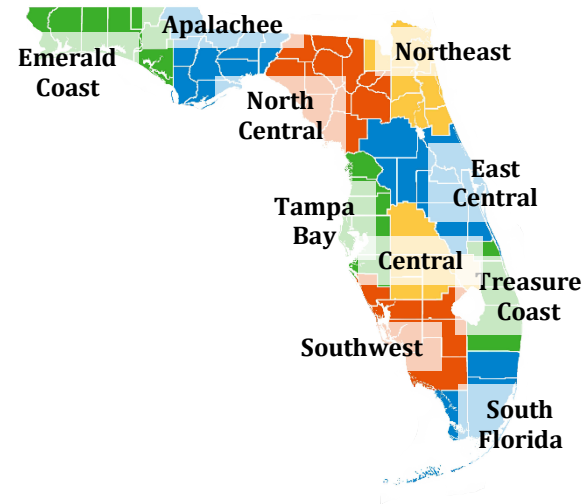 Apalachee
Emerald
Coast
Northeast
North
Central
East
Central
Tampa
Bay
Central
Treasure
Coast
Southwest
South
Florida